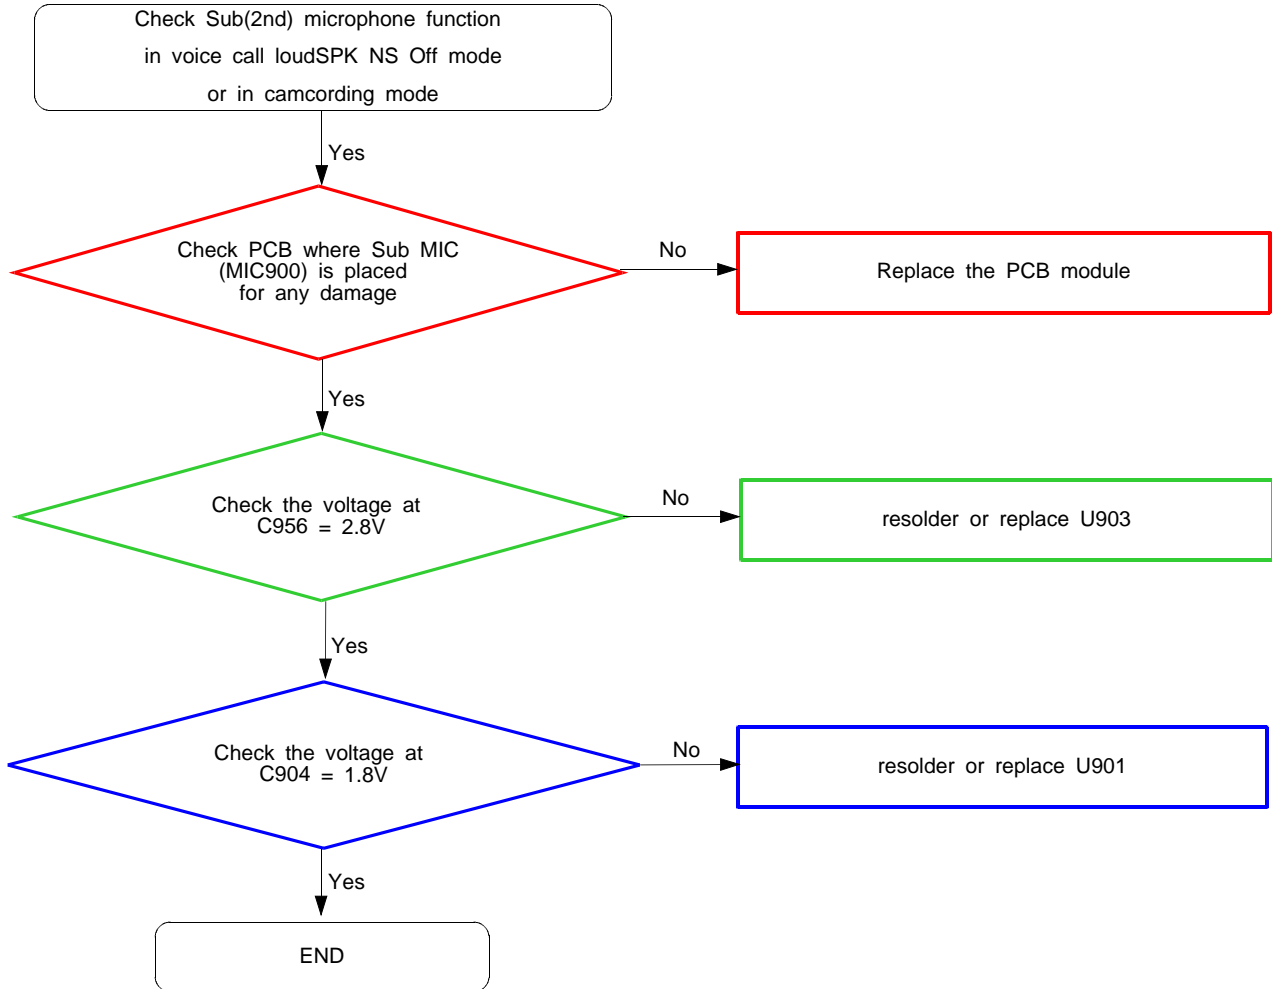 Check Sub(2nd) microphone function
in voice call loudSPK NS Off mode
or in camcording mode
Yes
Check PCB where Sub MIC
(MIC900) is placed
for any damage
No
Replace the PCB module
Yes
Check the voltage at
C956 = 2.8V
No
resolder or replace U903
Yes
Check the voltage at
C904 = 1.8V
No
resolder or replace U901
Yes
END